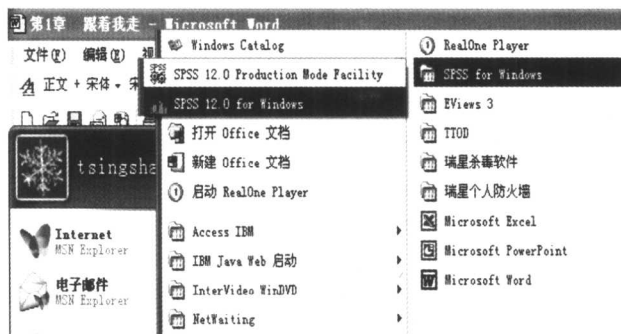 第1章 跟着我走 - Microsoft Word
文件(F) 编辑(E) 视
正文 + 宋体 宋
tsingsha
Internet
MSN Explorer
电子邮件
MSN Explorer
Windows Catalog
SPSS 12.0 Production Mode Facility
SPSS 12.0 for Windows
打开 Office 文档
新建 Office 文档
启动 RealOne Player
Access IBM
IBM Java Web 启动
InterVideo WinDVD
NetWaiting
RealOne Player
SPSS for Windows
EViews 3
TTOD
瑞星杀毒软件
瑞星个人防火墙
Microsoft Excel
Microsoft PowerPoint
Microsoft Word